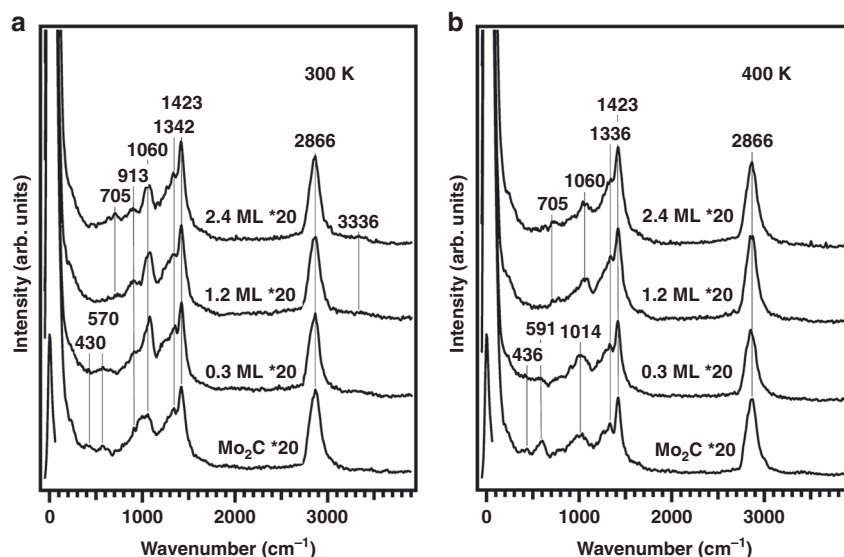 a
300 K
1423
1342
1060
913
705
2866
3336
2.4 ML *20
1.2 ML *20
570
430
0.3 ML *20
Mo₂C *20
Intensity (arb. units)
0 1000 2000 3000
Wavenumber (cm⁻¹)
b
400 K
1423
1336
1060
705
2866
2.4 ML *20
1.2 ML *20
591
436
1014
0.3 ML *20
Mo₂C *20
Intensity (arb. units)
0 1000 2000 3000
Wavenumber (cm⁻¹)